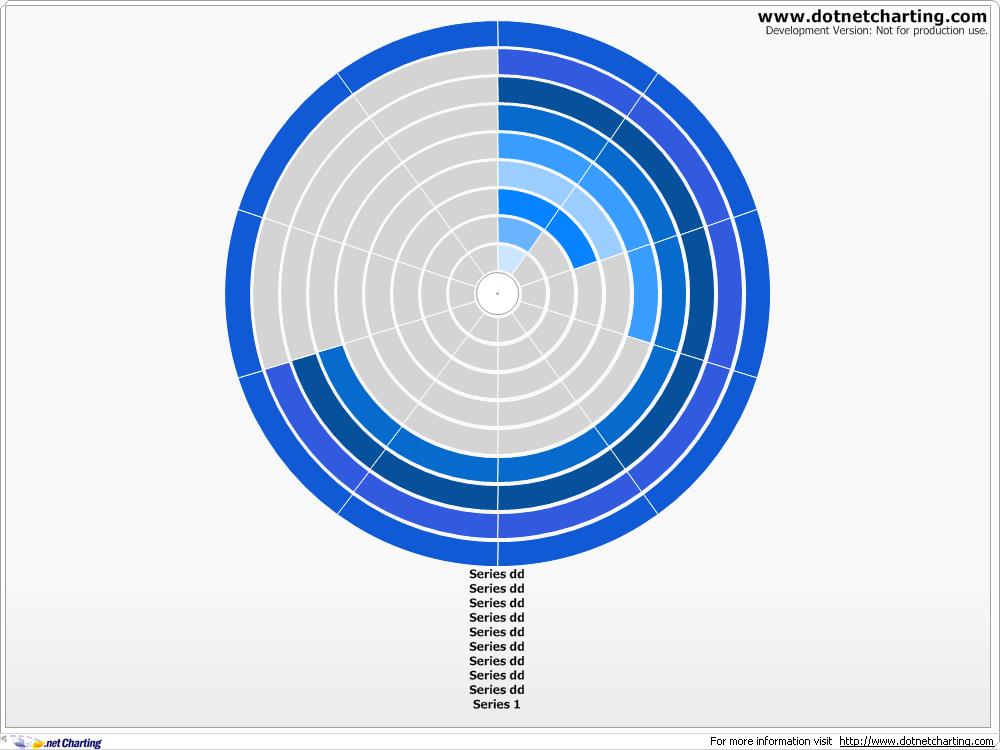 www.dotnetcharting.com
Development Version: Not for production use.
Series dd
Series dd
Series dd
Series dd
Series dd
Series dd
Series dd
Series dd
Series dd
Series 1
.net Charting
For more information visit http://www.dotnetcharting.com